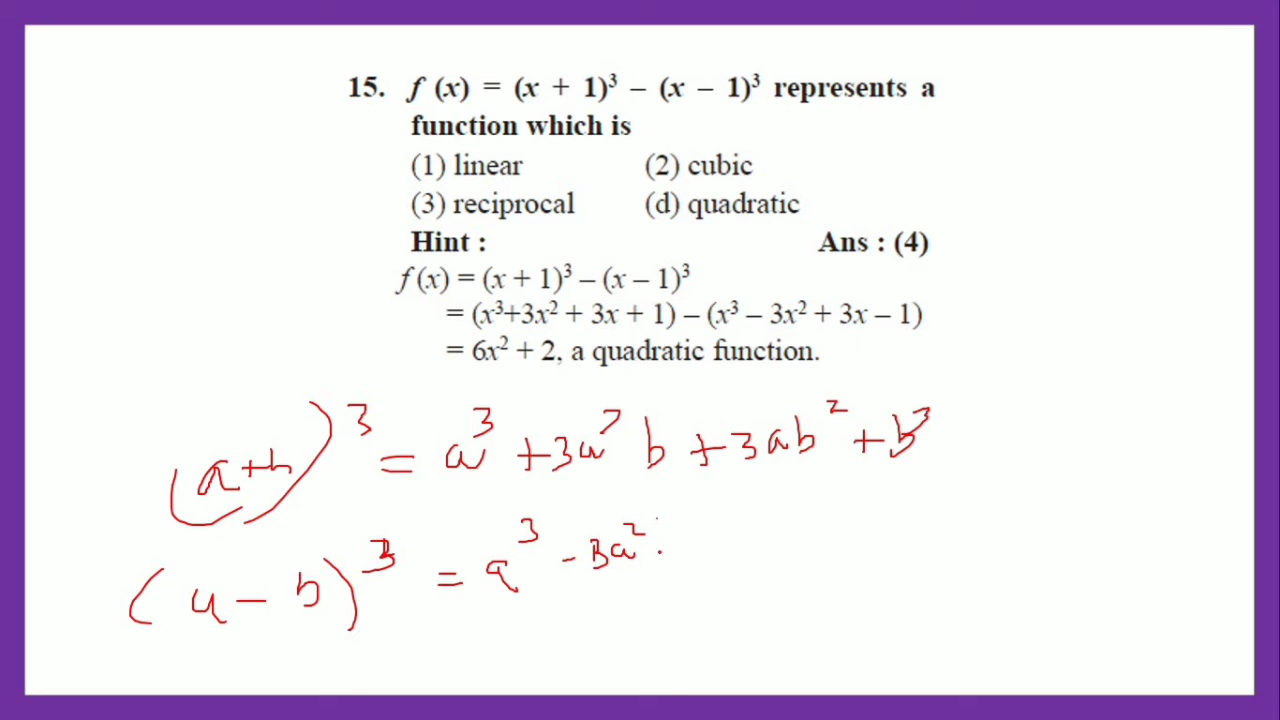 15. f (x) = (x + 1)³ – (x – 1)³ represents a
function which is
(1) linear (2) cubic
(3) reciprocal (d) quadratic
Hint : Ans : (4)
f (x) = (x + 1)³ – (x – 1)³
= (x³+3x² + 3x + 1) – (x³ – 3x² + 3x – 1)
= 6x² + 2, a quadratic function.
(a+b)³ = a³ +3a² b +3ab² +b³
(a – b)³ = a³ – 3a²